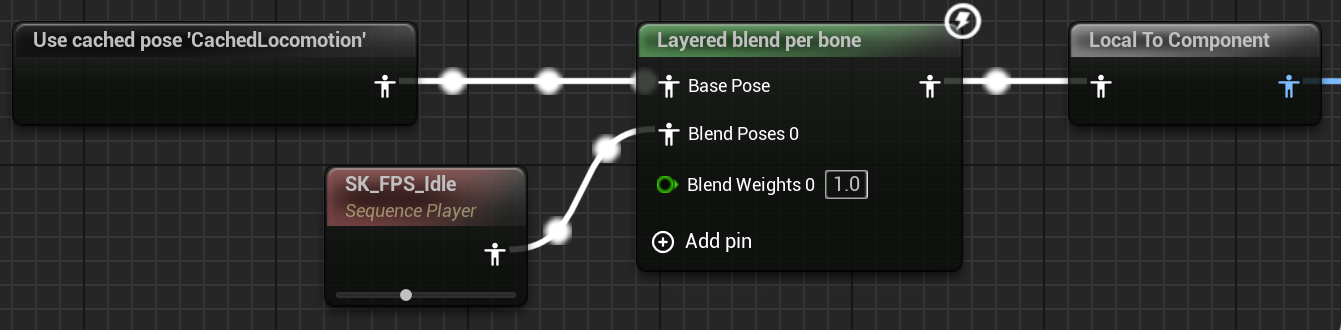 Use cached pose 'CachedLocomotion'
Layered blend per bone
Local To Component
Base Pose
Blend Poses 0
SK_FPS_Idle
Sequence Player
Blend Weights 0 1.0
Add pin